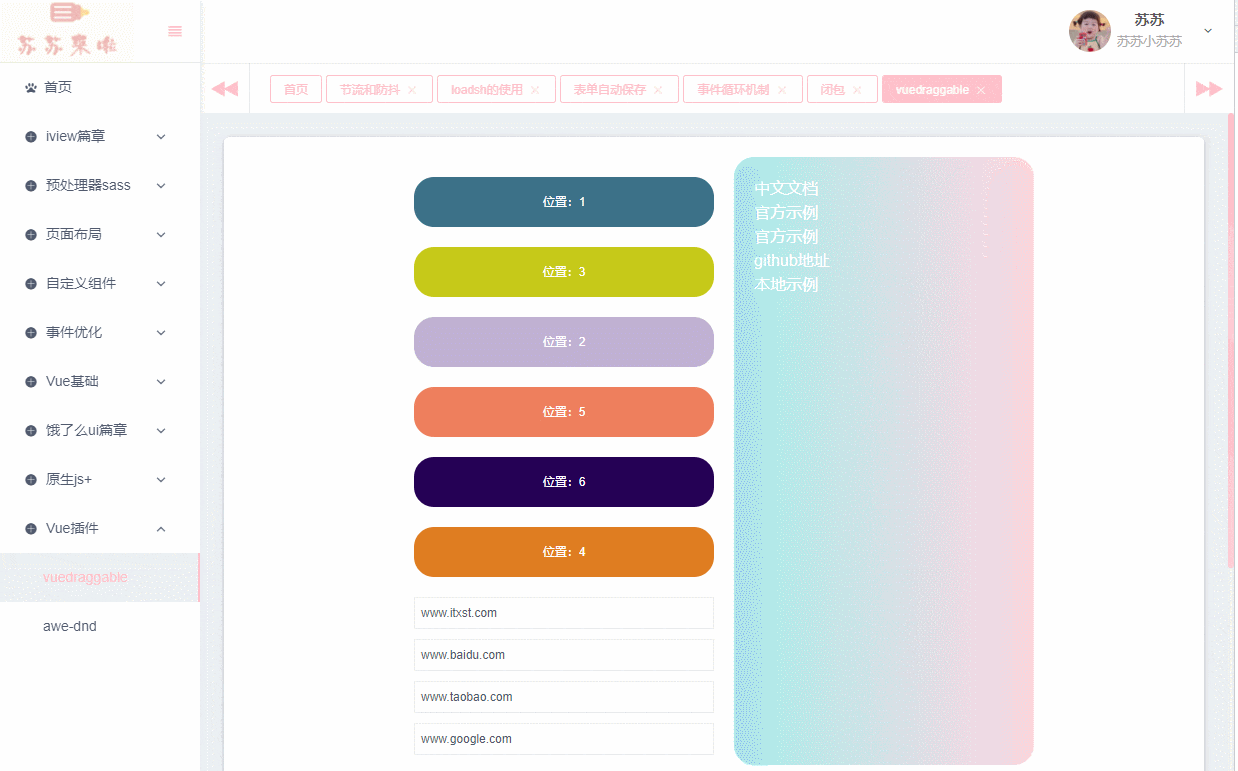 苏苏来啦
苏苏
苏苏小苏苏
首页
iview篇章
预处理器sass
页面布局
自定义组件
事件优化
Vue基础
饿了么ui篇章
原生js+
Vue插件
vuedraggable
awe-dnd
首页
节流和防抖
loadsh的使用
表单自动保存
事件循环机制
闭包
vuedraggable
位置：1
位置：3
位置：2
位置：5
位置：6
位置：4
www.itxst.com
www.baidu.com
www.taobao.com
www.google.com
中文文档
官方示例
官方示例
github地址
本地示例